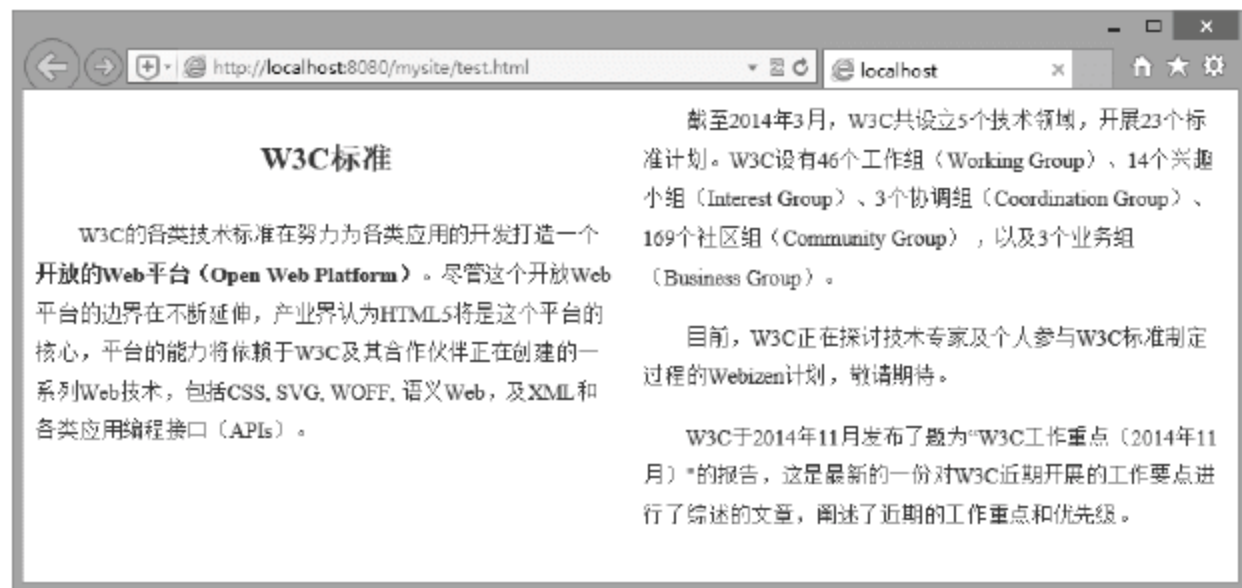 http://localhost:8080/mysite/test.html
localhost
W3C标准
W3C的各类技术标准在努力为各类应用的开发打造一个
开放的Web平台（Open Web Platform）。尽管这个开放Web
平台的边界在不断延伸，产业界认为HTML5将是这个平台的
核心，平台的能力将依赖于W3C及其合作伙伴正在创建的一
系列Web技术，包括CSS, SVG, WOFF, 语义Web，及XML和
各类应用编程接口（APIs）。
截至2014年3月，W3C共设立5个技术领域，开展23个标
准计划。W3C设有46个工作组（Working Group）、14个兴趣
小组（Interest Group）、3个协调组（Coordination Group）、
169个社区组（Community Group），以及3个业务组
（Business Group）。
目前，W3C正在探讨技术专家及个人参与W3C标准制定
过程的Webizen计划，敬请期待。
W3C于2014年11月发布了题为“W3C工作重点（2014年11
月）”的报告，这是最新的一份对W3C近期开展的工作要点进
行了综述的文章，阐述了近期的工作重点和优先级。